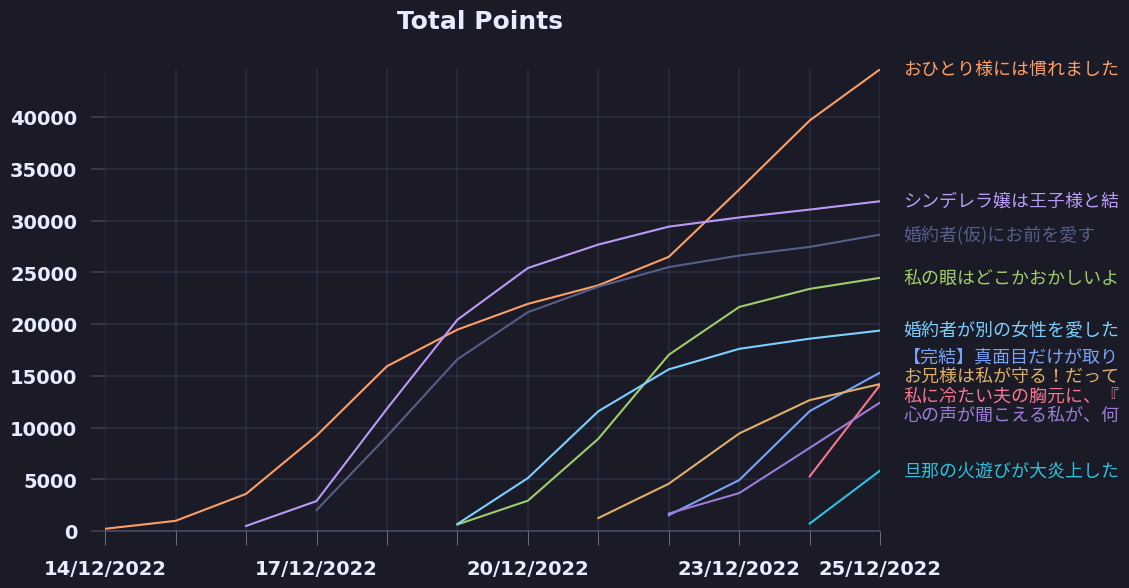 Total Points
おひとり様には慣れました
40000
35000
シンデレラ嬢は王子様と結
30000
婚約者(仮)にお前を愛す
25000
私の眼はどこかおかしいよ
20000
婚約者が別の女性を愛した
【完結】真面目だけが取り
15000
お兄様は私が守る！だって
私に冷たい夫の胸元に、『
心の声が聞こえる私が、何
10000
旦那の火遊びが大炎上した
5000
0
14/12/2022 17/12/2022 20/12/2022 23/12/2022 25/12/2022